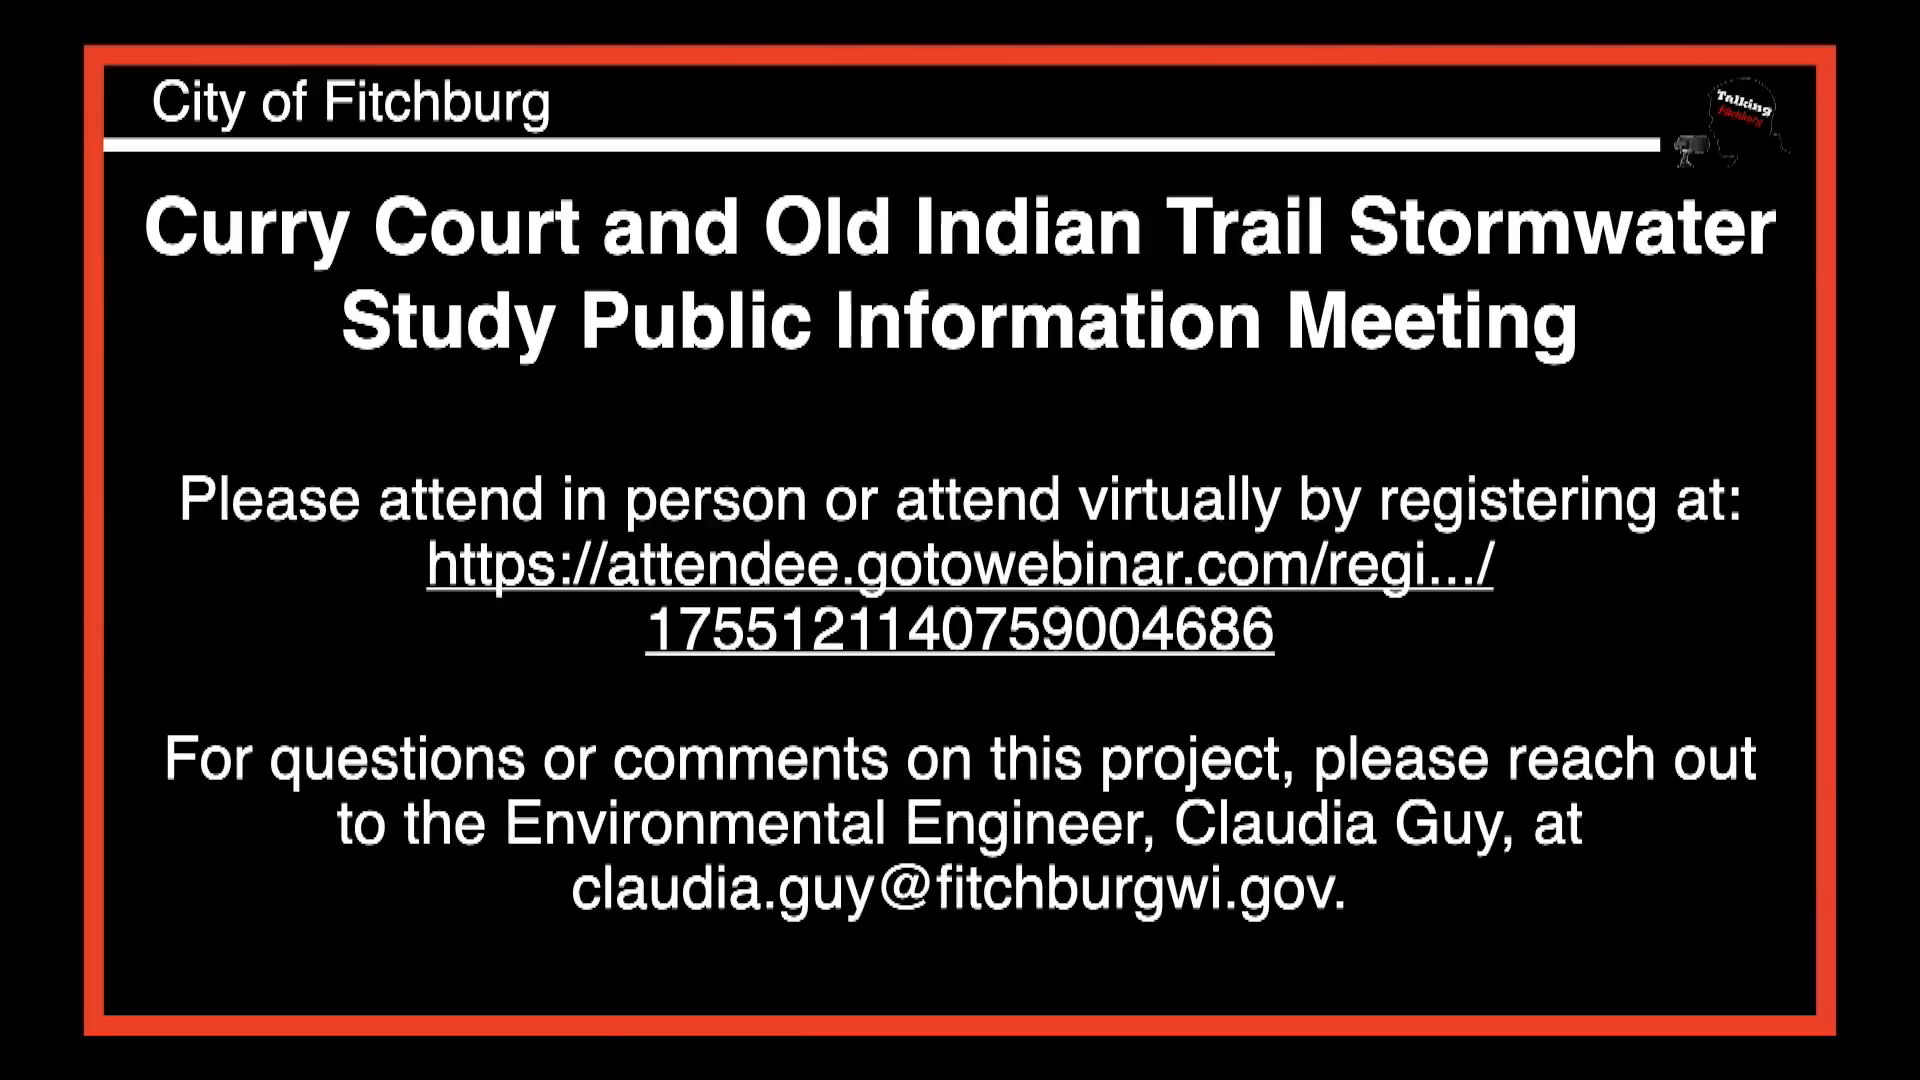 City of Fitchburg
Talking
Fitchburg
Curry Court and Old Indian Trail Stormwater
Study Public Information Meeting
Please attend in person or attend virtually by registering at:
https://attendee.gotowebinar.com/regi.../
1755121140759004686
For questions or comments on this project, please reach out
to the Environmental Engineer, Claudia Guy, at
claudia.guy@fitchburgwi.gov.